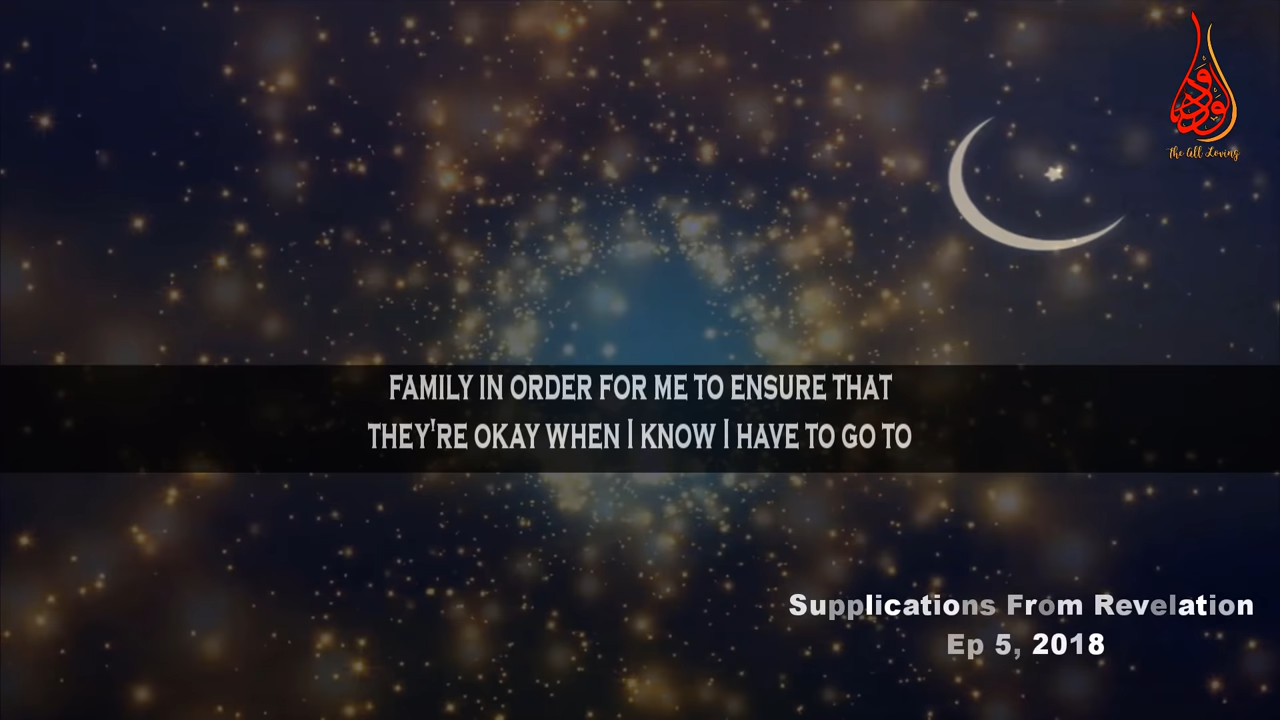 الودود
The All Loving
FAMILY IN ORDER FOR ME TO ENSURE THAT
THEY'RE OKAY WHEN I KNOW I HAVE TO GO TO
Supplications From Revelation
Ep 5, 2018